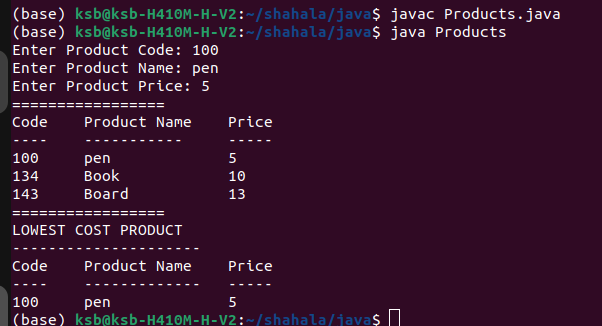 (base) ksb@ksb-H410M-H-V2:~/shahala/java$ javac Products.java
(base) ksb@ksb-H410M-H-V2:~/shahala/java$ java Products
Enter Product Code: 100
Enter Product Name: pen
Enter Product Price: 5
=================
Code    Product Name    Price
----    -----------     -----
100     pen             5
134     Book            10
143     Board           13
=================
LOWEST COST PRODUCT
---------------------
Code    Product Name    Price
----    -------------   -----
100     pen             5
(base) ksb@ksb-H410M-H-V2:~/shahala/java$